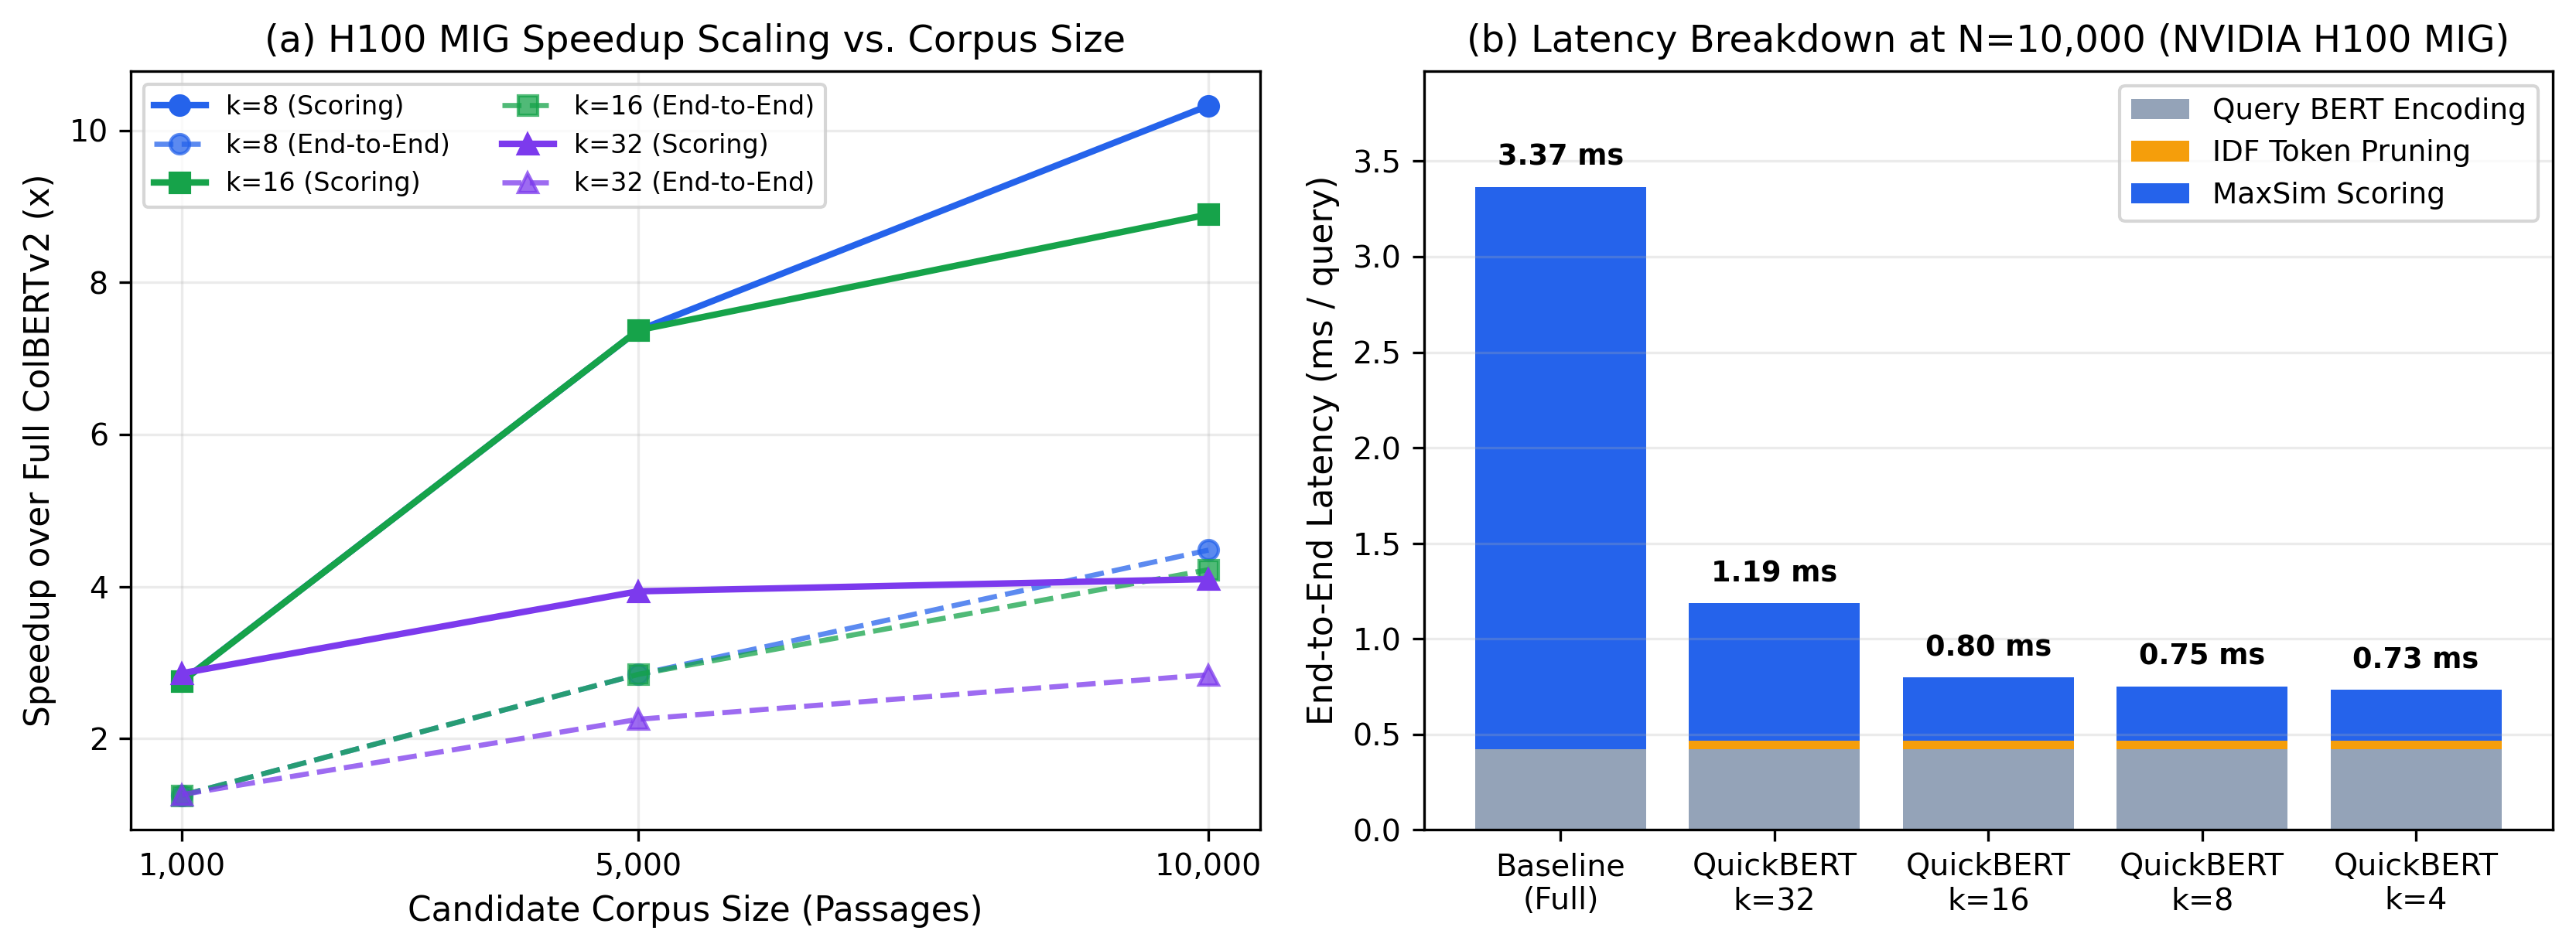 (a) H100 MIG Speedup Scaling vs. Corpus Size
Speedup over Full ColBERTv2 (x)
10
8
6
4
2
k=8 (Scoring)
k=8 (End-to-End)
k=16 (Scoring)
k=16 (End-to-End)
k=32 (Scoring)
k=32 (End-to-End)
1,000
5,000
10,000
Candidate Corpus Size (Passages)
(b) Latency Breakdown at N=10,000 (NVIDIA H100 MIG)
End-to-End Latency (ms / query)
3.5
3.0
2.5
2.0
1.5
1.0
0.5
0.0
Query BERT Encoding
IDF Token Pruning
MaxSim Scoring
3.37 ms
1.19 ms
0.80 ms
0.75 ms
0.73 ms
Baseline
(Full)
QuickBERT
k=32
QuickBERT
k=16
QuickBERT
k=8
QuickBERT
k=4